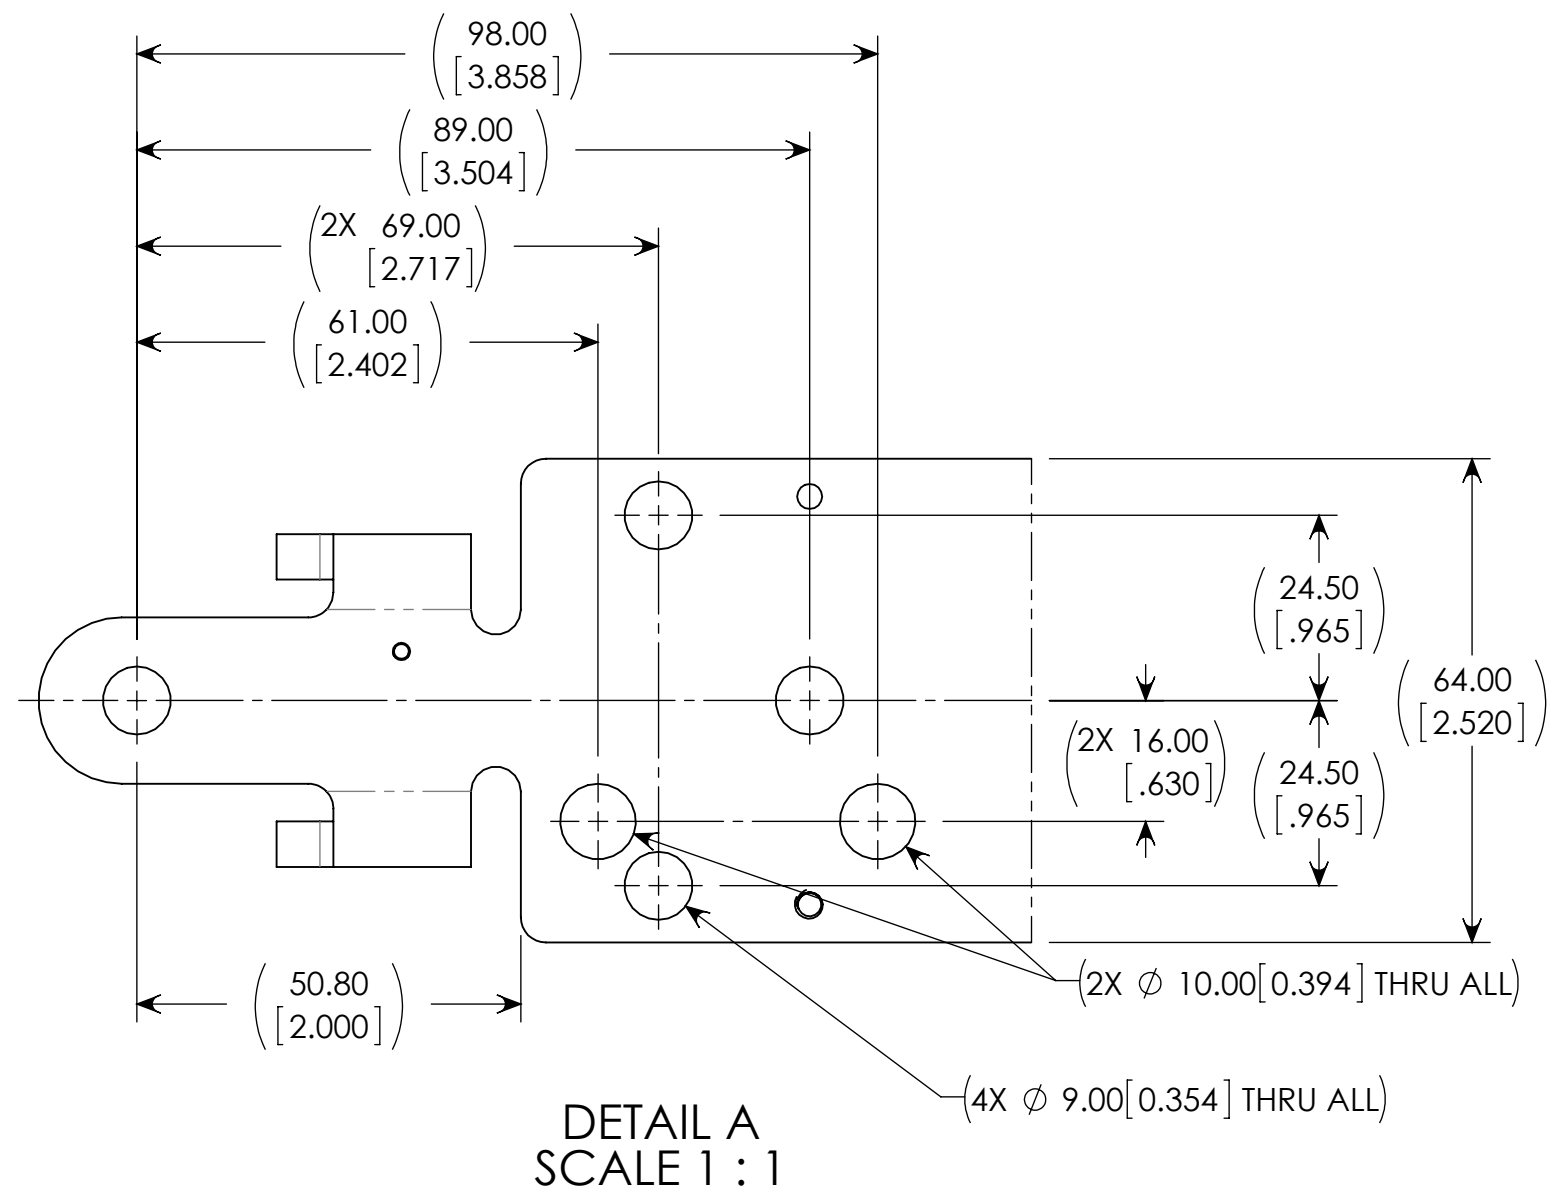 (98.00
[3.858])
(89.00
[3.504])
(2X 69.00
[2.717])
(61.00
[2.402])
(24.50
[.965])
(64.00
[2.520])
(2X 16.00
[.630])
(24.50
[.965])
(50.80
[2.000])
(2X ∅ 10.00[0.394] THRU ALL)
(4X ∅ 9.00[0.354] THRU ALL)
DETAIL A
SCALE 1 : 1